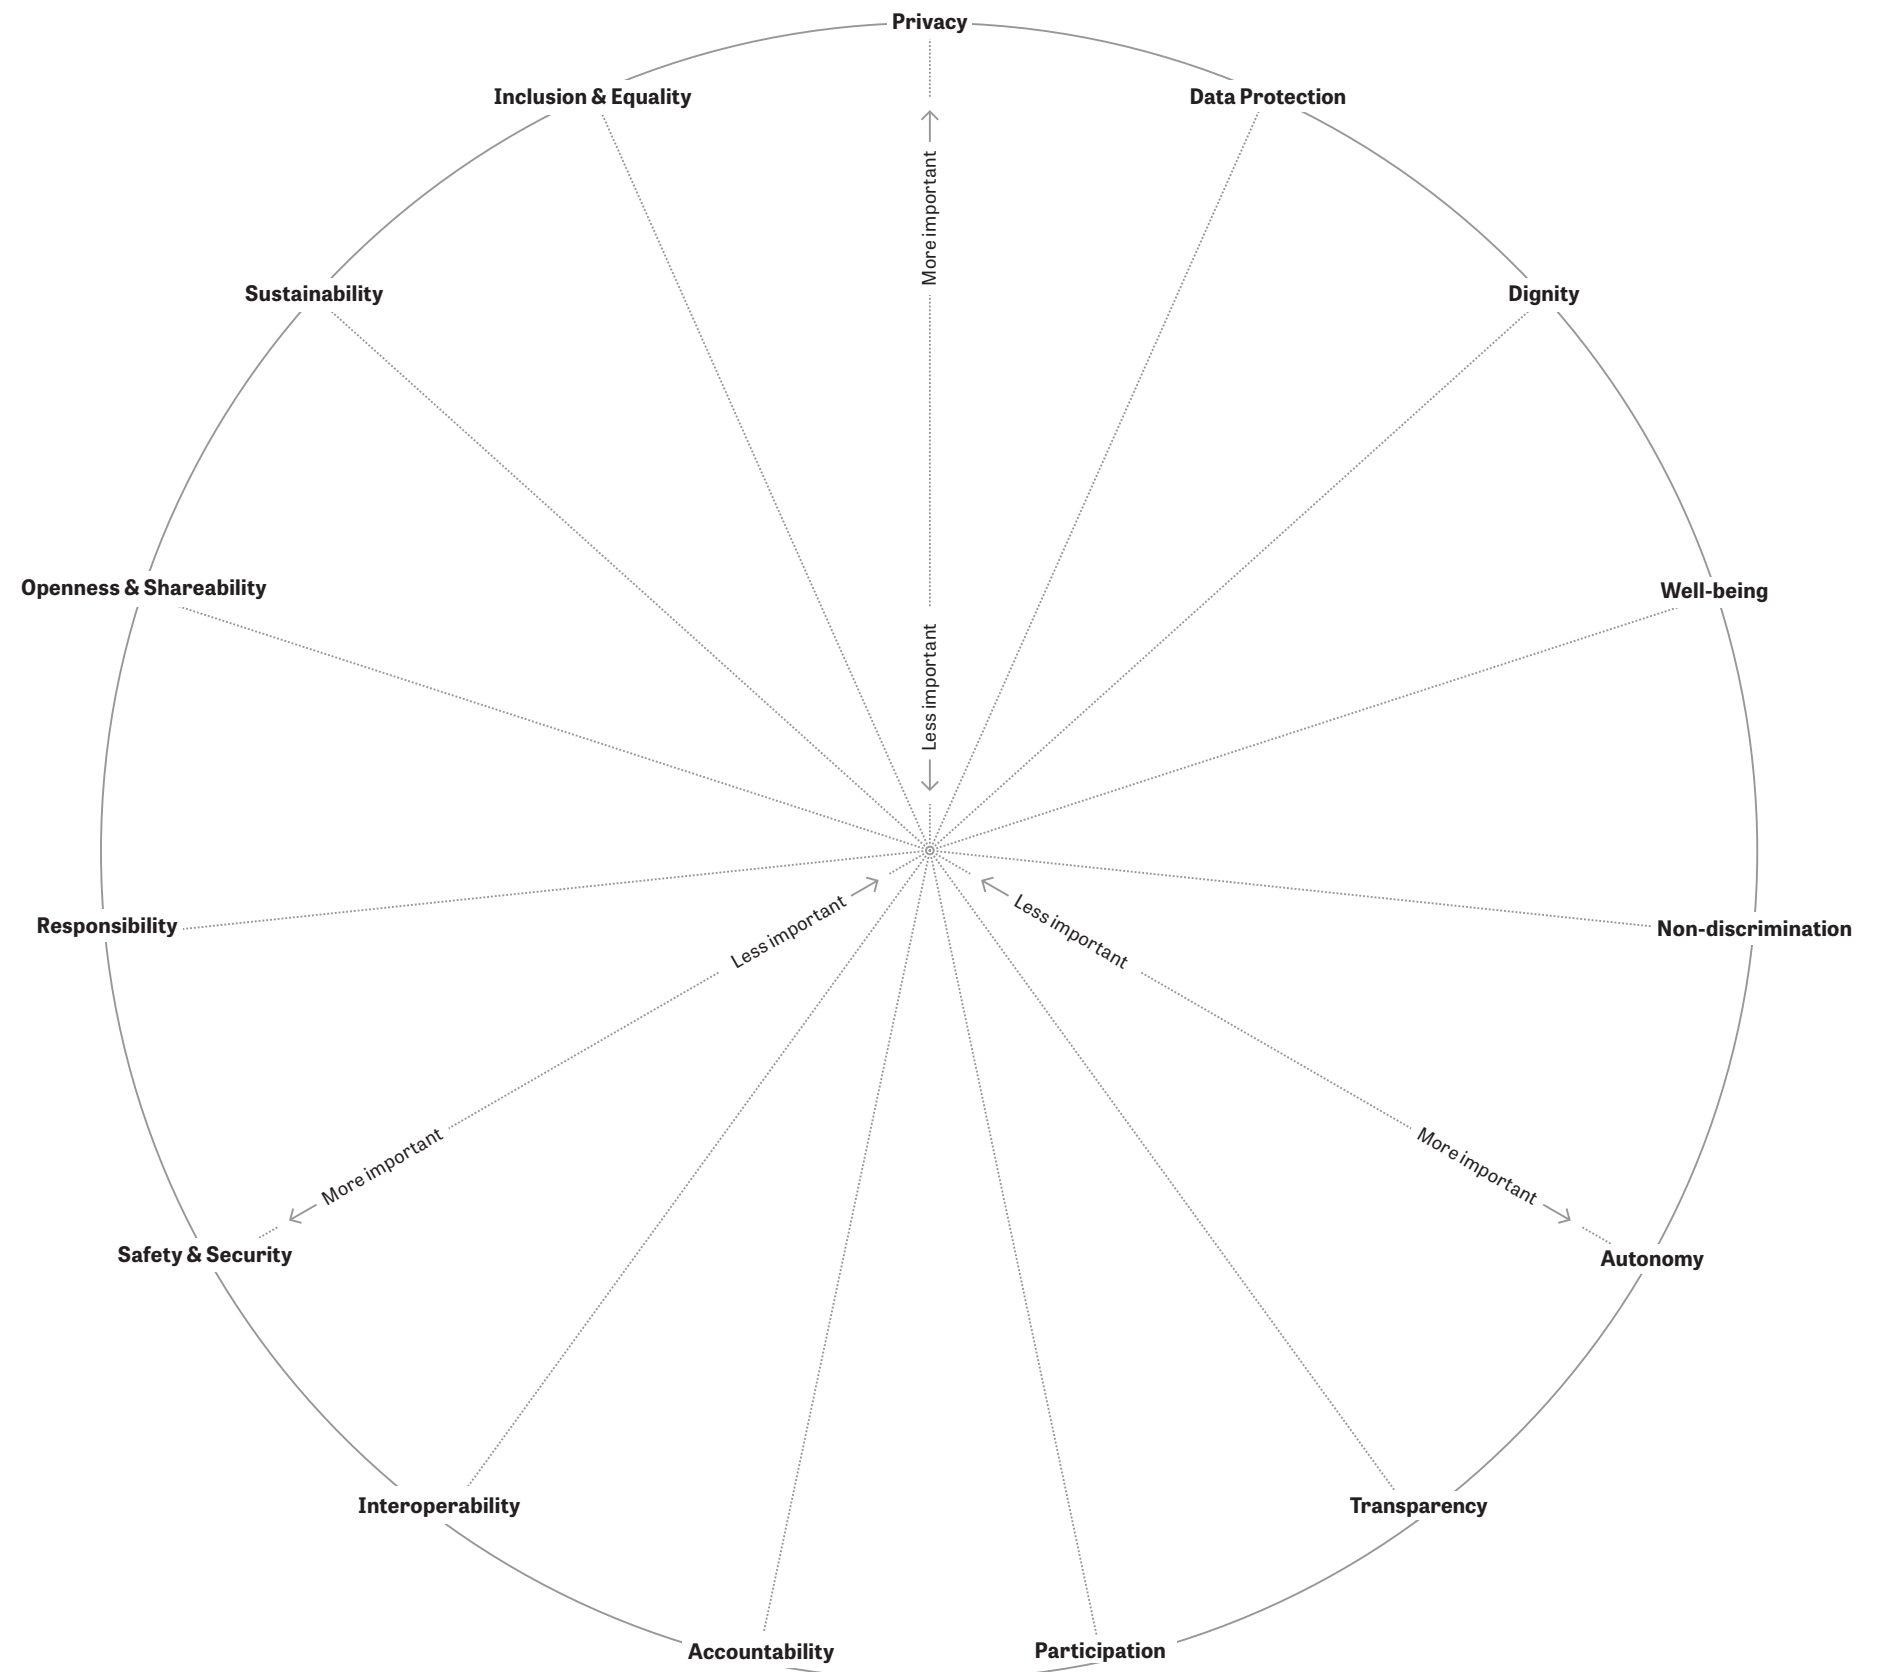 Privacy
Inclusion & Equality
Data Protection
More important
Sustainability
Dignity
Openness & Shareability
Well-being
Less important
Responsibility
Less important
Less important
Non-discrimination
More important
More important
Safety & Security
Autonomy
Interoperability
Transparency
Accountability
Participation